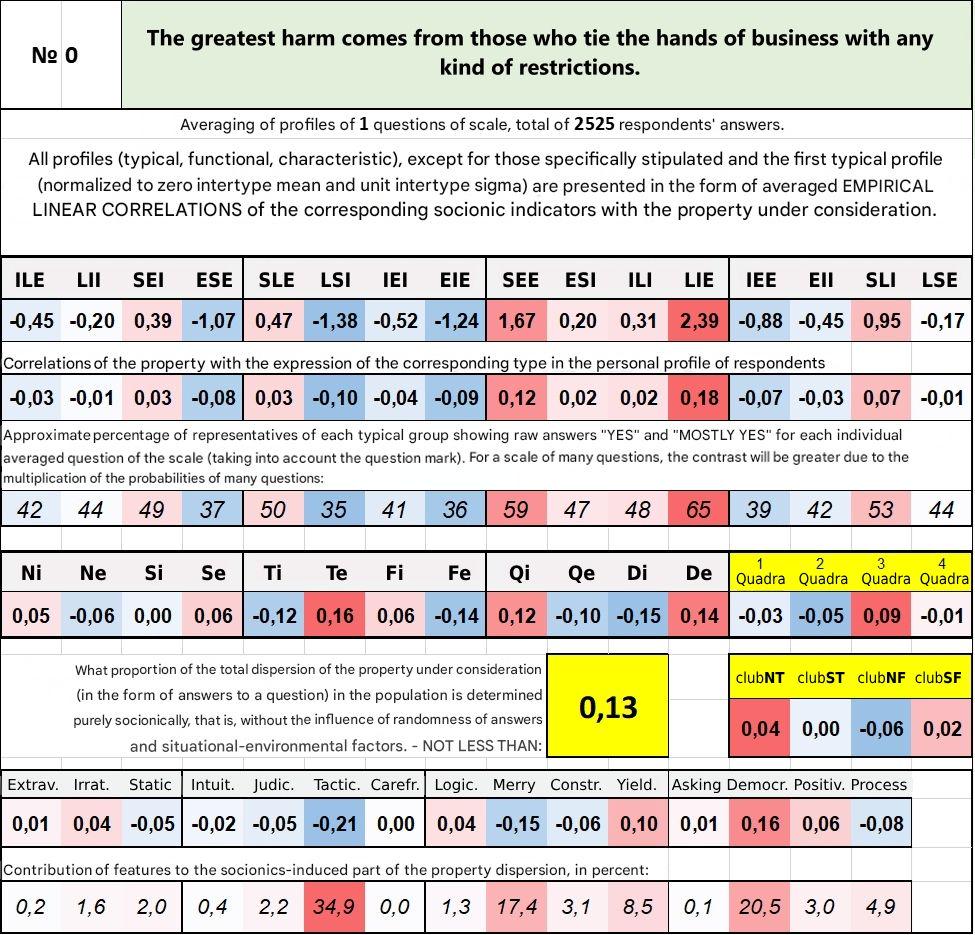 № 0
The greatest harm comes from those who tie the hands of business with any
kind of restrictions.
Averaging of profiles of 1 questions of scale, total of 2525 respondents' answers.
All profiles (typical, functional, characteristic), except for those specifically stipulated and the first typical profile
(normalized to zero intertype mean and unit intertype sigma) are presented in the form of averaged EMPIRICAL
LINEAR CORRELATIONS of the corresponding socionic indicators with the property under consideration.
ILE LII SEI ESE SLE LSI IEI EIE SEE ESI ILI LIE IEE EII SLI LSE
-0,45 -0,20 0,39 -1,07 0,47 -1,38 -0,52 -1,24 1,67 0,20 0,31 2,39 -0,88 -0,45 0,95 -0,17
Correlations of the property with the expression of the corresponding type in the personal profile of respondents
-0,03 -0,01 0,03 -0,08 0,03 -0,10 -0,04 -0,09 0,12 0,02 0,02 0,18 -0,07 -0,03 0,07 -0,01
Approximate percentage of representatives of each typical group showing raw answers "YES" and "MOSTLY YES" for each individual
averaged question of the scale (taking into account the question mark). For a scale of many questions, the contrast will be greater due to the
multiplication of the probabilities of many questions:
42 44 49 37 50 35 41 36 59 47 48 65 39 42 53 44
Ni Ne Si Se Ti Te Fi Fe Qi Qe Di De 1 Quadra 2 Quadra 3 Quadra 4 Quadra
0,05 -0,06 0,00 0,06 -0,12 0,16 0,06 -0,14 0,12 -0,10 -0,15 0,14 -0,03 -0,05 0,09 -0,01
What proportion of the total dispersion of the property under consideration
(in the form of answers to a question) in the population is determined
purely socionically, that is, without the influence of randomness of answers
and situational-environmental factors. - NOT LESS THAN:
0,13
clubNT clubST clubNF clubSF
0,04 0,00 -0,06 0,02
Extrav. Irrat. Static Intuit. Judic. Tactic. Carefr. Logic. Merry Constr. Yield. Asking Democr. Positiv. Process
0,01 0,04 -0,05 -0,02 -0,05 -0,21 0,00 0,04 -0,15 -0,06 0,10 0,01 0,16 0,06 -0,08
Contribution of features to the socionics-induced part of the property dispersion, in percent:
0,2 1,6 2,0 0,4 2,2 34,9 0,0 1,3 17,4 3,1 8,5 0,1 20,5 3,0 4,9